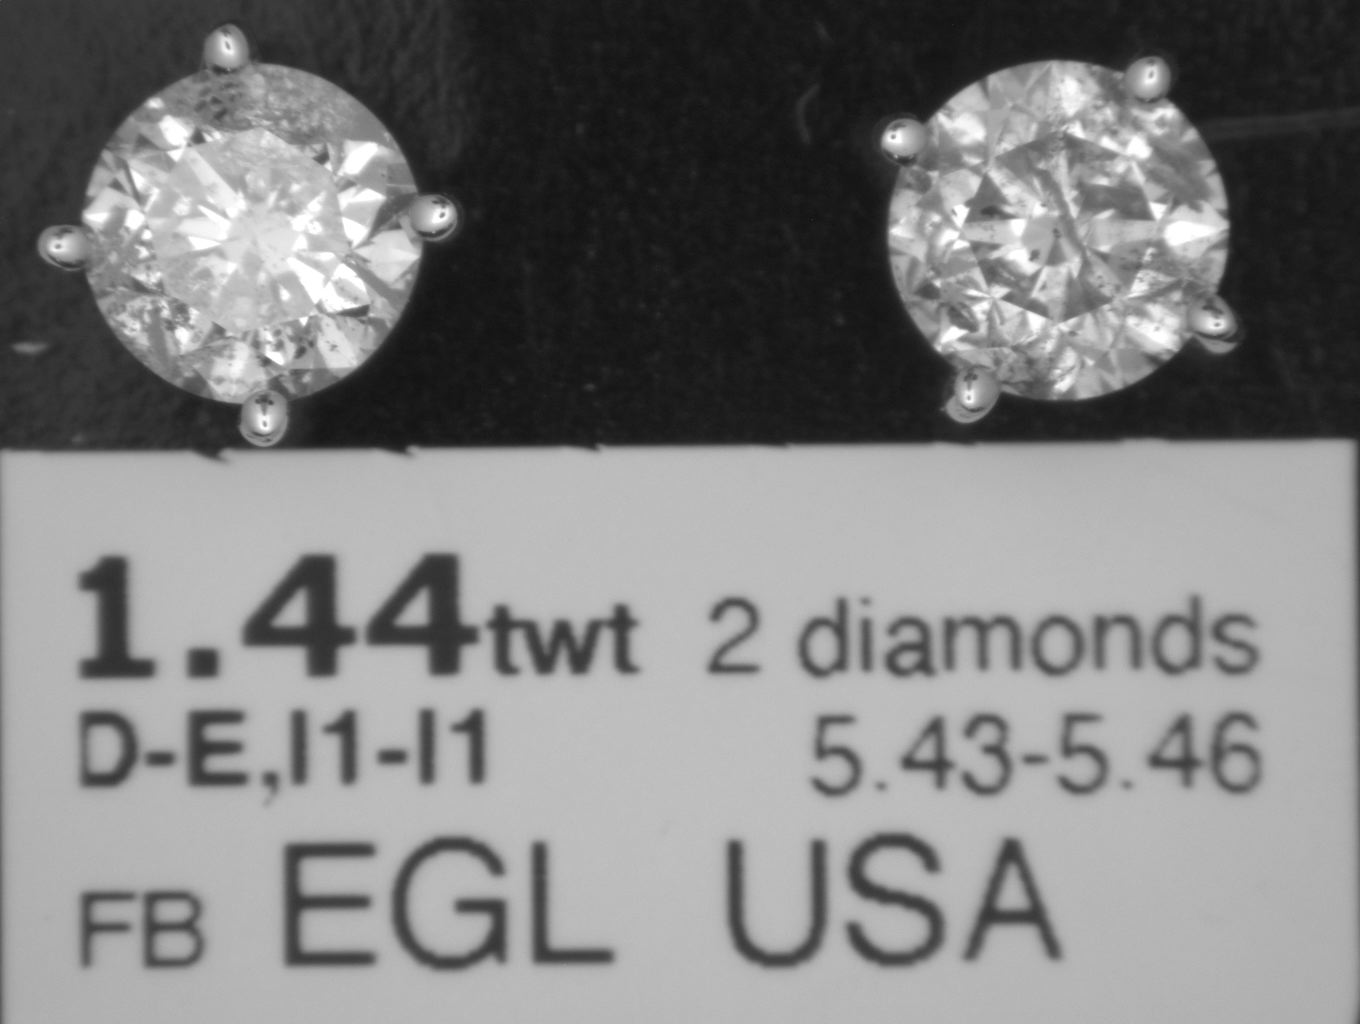 1.44twt 2 diamonds
D-E,I1-I1 5.43-5.46
FB EGL USA